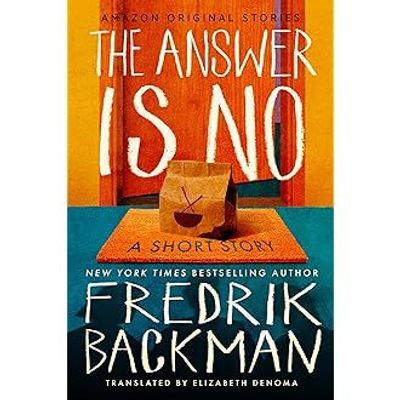 AMAZON ORIGINAL STORIES
THE ANSWER
IS NO
A SHORT STORY
NEW YORK TIMES BESTSELLING AUTHOR
FREDRIK
BACKMAN
TRANSLATED BY ELIZABETH DENOMA